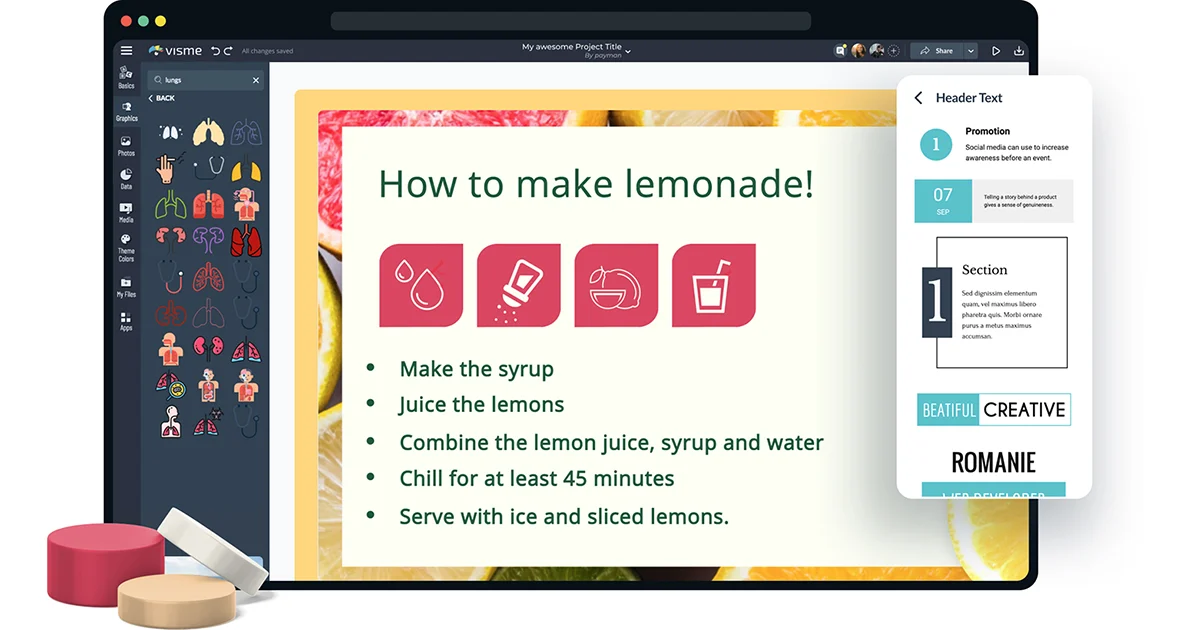 visme
All changes saved
My awesome Project Title
By paymon
Share
Basics
Graphics
Photos
Data
Media
Theme
Colors
My Files
Apps
lungs
BACK
How to make lemonade!
• Make the syrup
• Juice the lemons
• Combine the lemon juice, syrup and water
• Chill for at least 45 minutes
• Serve with ice and sliced lemons.
Header Text
1
Promotion
Social media can use to increase
awareness before an event.
07
SEP
Telling a story behind a product
gives a sense of genuineness.
1
Section
Sed dignissim elementum
quam, vel maximus libero
pharetra quis. Morbi ornare
purus a metus maximus
accumsan.
BEATIFUL CREATIVE
ROMANIE
WEB DEVELOPER